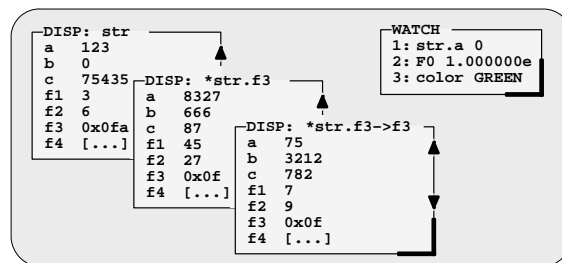 DISP: str
a 123
b 0
c 75435
f1 3
f2 6
f3 0x0fa
f4 [...]
DISP: *str.f3
a 8327
b 666
c 87
f1 45
f2 27
f3 0x0f
f4 [...]
DISP: *str.f3->f3
a 75
b 3212
c 782
f1 7
f2 9
f3 0x0f
f4 [...]
WATCH
1: str.a 0
2: F0 1.000000e
3: color GREEN